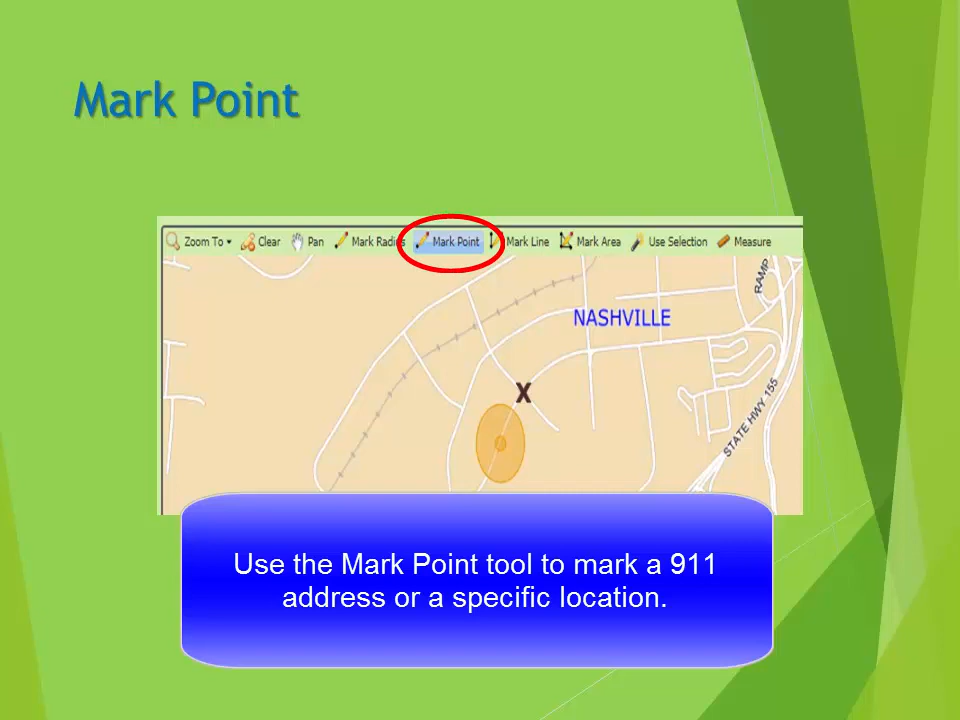 Mark Point
Zoom To Clear Pan Mark Radius Mark Point Mark Line Mark Area Use Selection Measure
RAMP
NASHVILLE
X
STATE HWY 155
Use the Mark Point tool to mark a 911
address or a specific location.